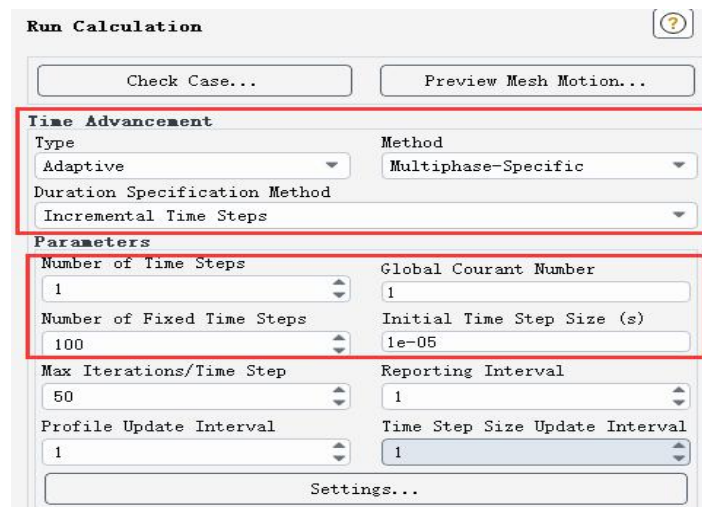 Run Calculation
?
Check Case... Preview Mesh Motion...
Time Advancement
Type Method
Adaptive Multiphase-Specific
Duration Specification Method
Incremental Time Steps
Parameters
Number of Time Steps Global Courant Number
1 1
Number of Fixed Time Steps Initial Time Step Size (s)
100 1e-05
Max Iterations/Time Step Reporting Interval
50 1
Profile Update Interval Time Step Size Update Interval
1 1
Settings...